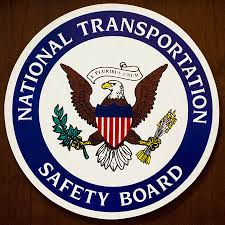 NATIONAL TRANSPORTATION
E PLURIBUS UNUM
SAFETY BOARD